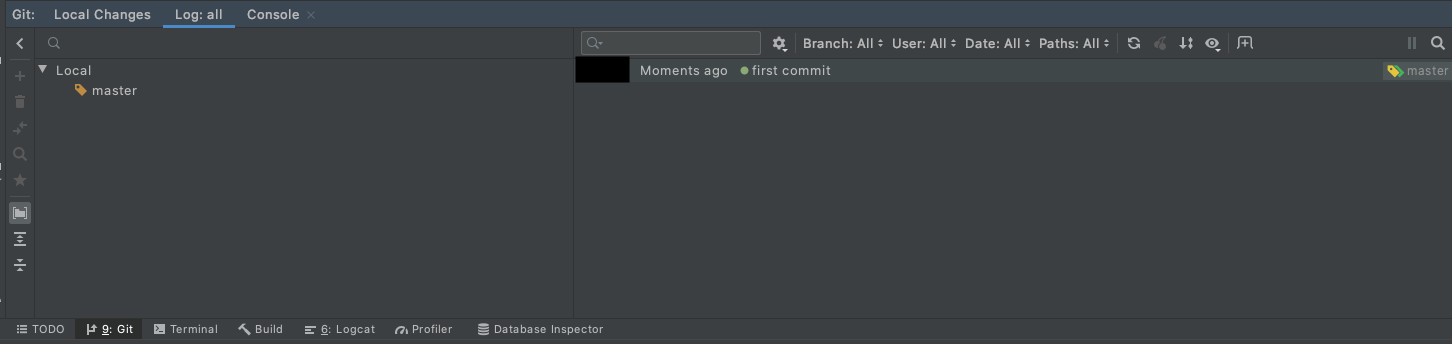 Git: Local Changes Log: all Console
Branch: All User: All Date: All Paths: All
Local
master
Moments ago first commit master
TODO 9: Git Terminal Build 6: Logcat Profiler Database Inspector